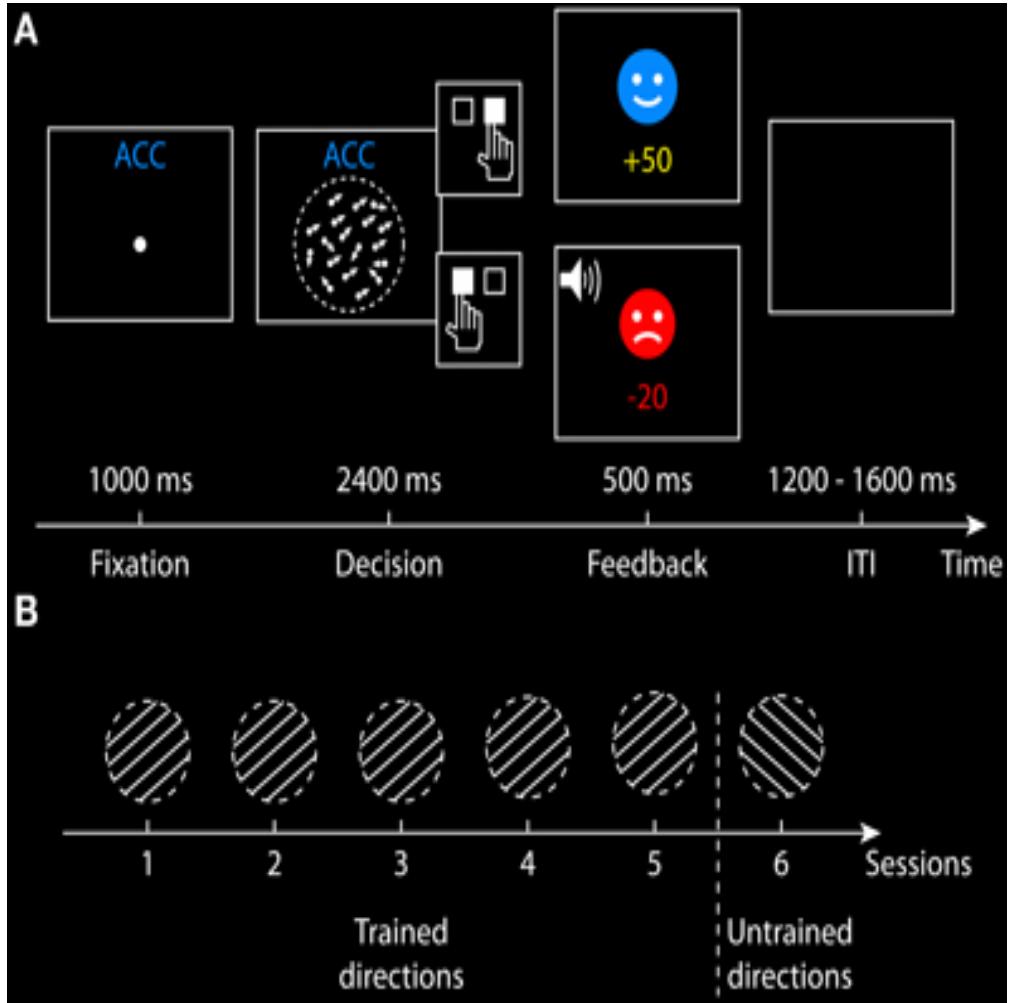 A
ACC
ACC
+50
-20
1000 ms
2400 ms
500 ms
1200 - 1600 ms
Fixation
Decision
Feedback
ITI
Time
B
1
2
3
4
5
6
Sessions
Trained
directions
Untrained
directions